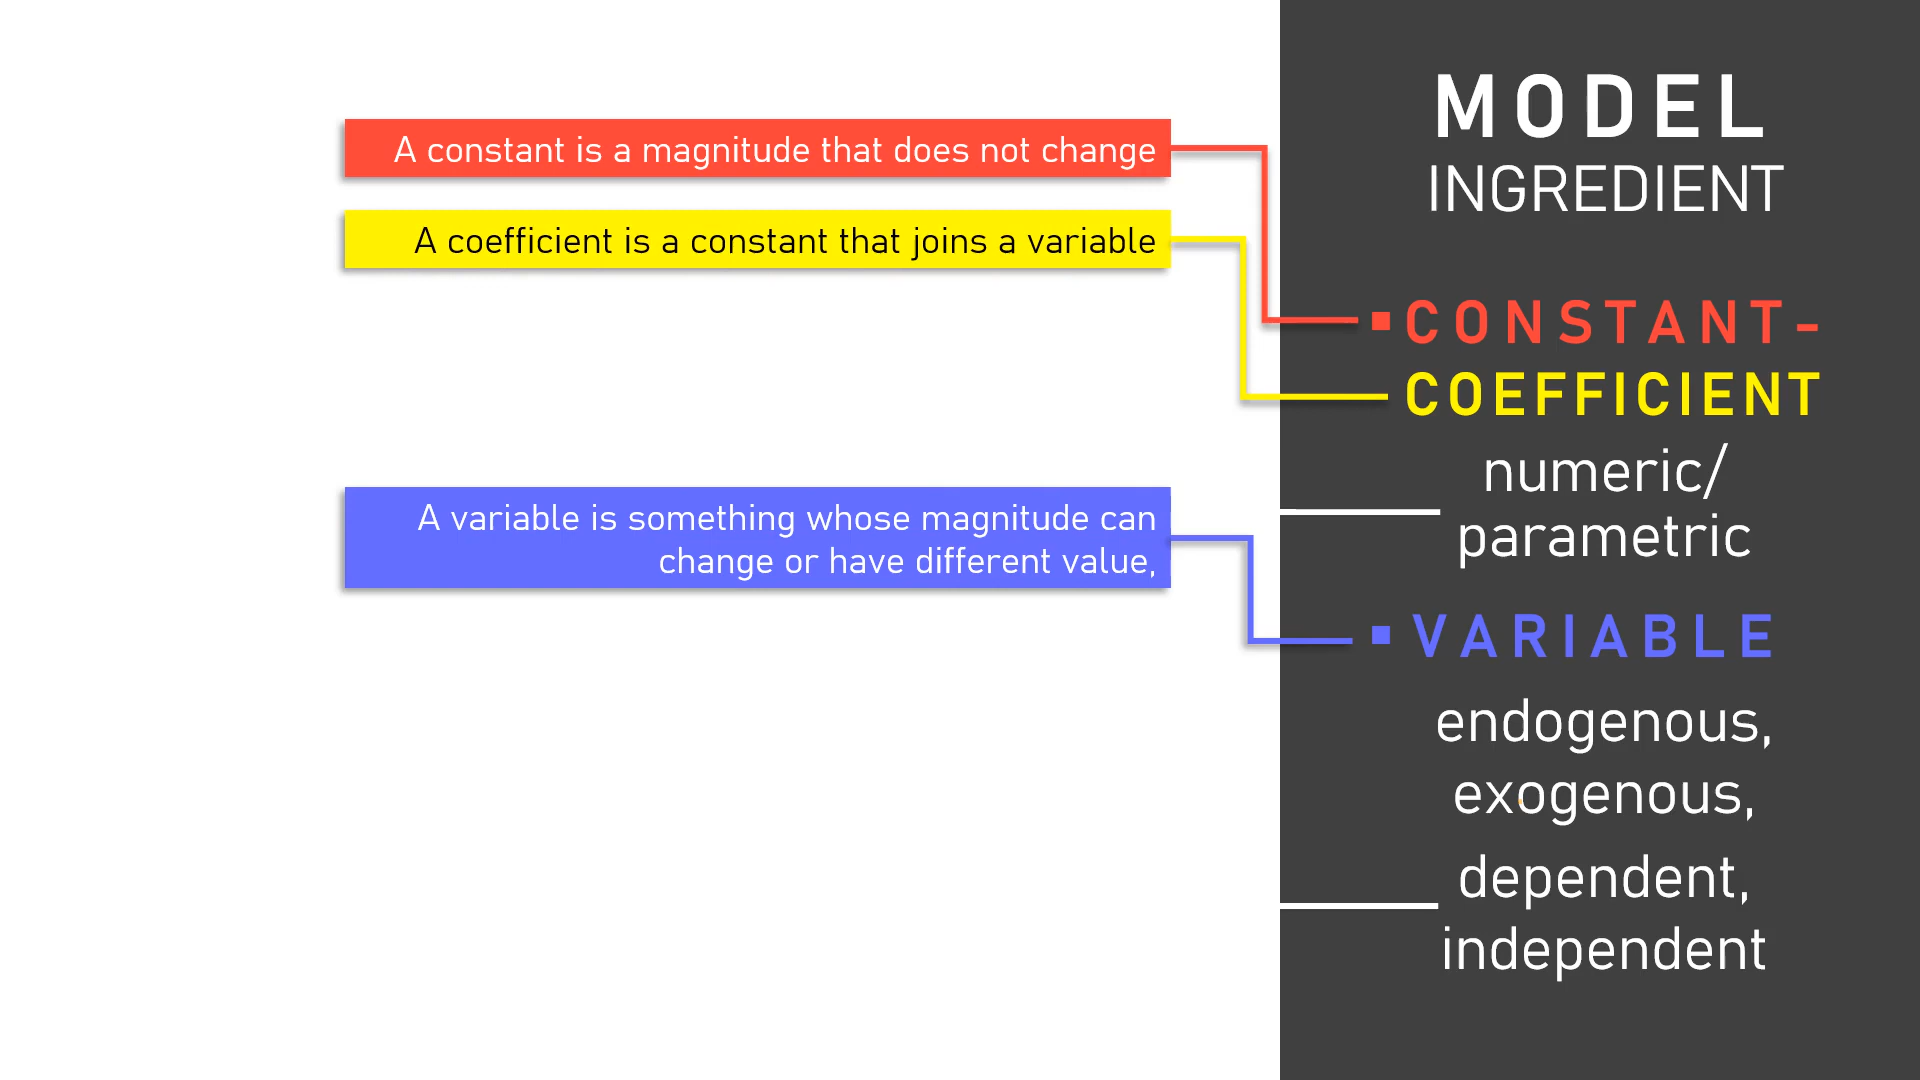 MODEL
INGREDIENT
A constant is a magnitude that does not change
A coefficient is a constant that joins a variable
▪ CONSTANT-
COEFFICIENT
numeric/
parametric
A variable is something whose magnitude can
change or have different value,
▪ VARIABLE
endogenous,
exogenous,
dependent,
independent